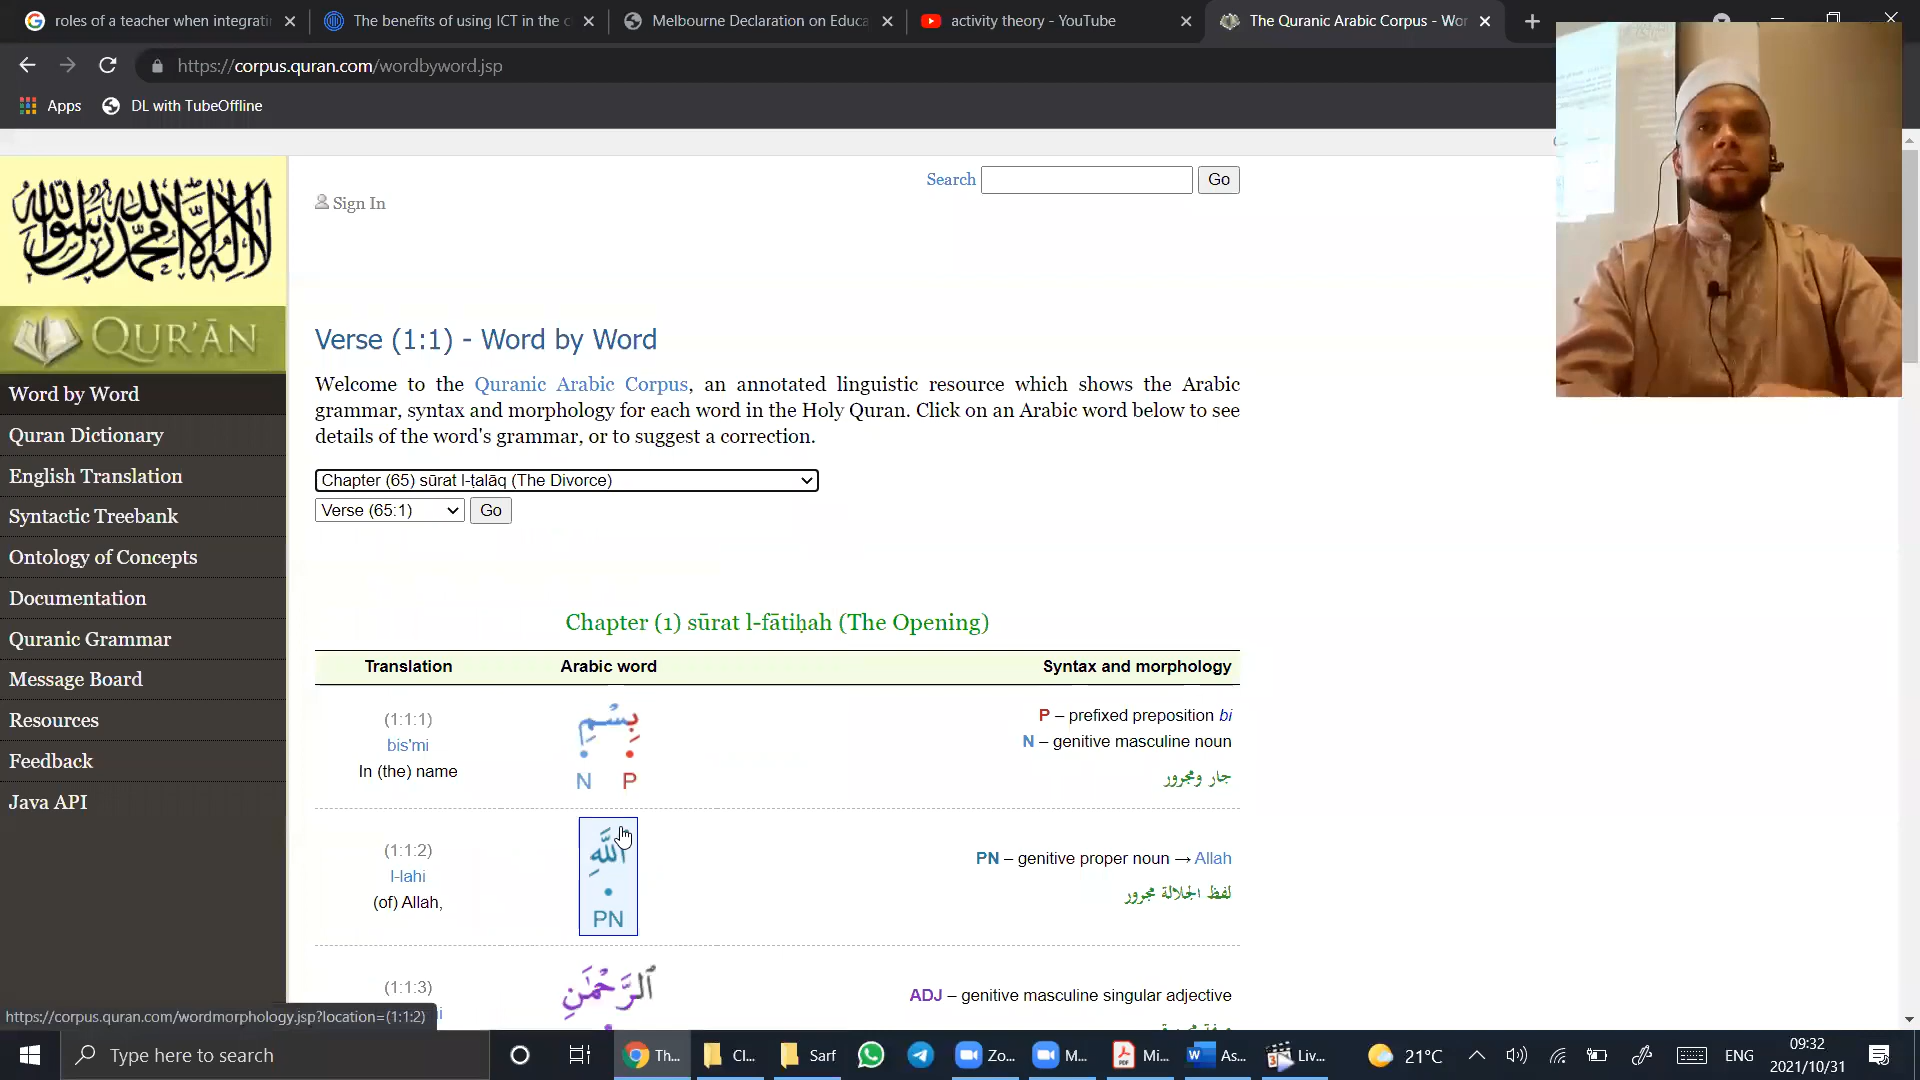 roles of a teacher when integrati
The benefits of using ICT in the c
Melbourne Declaration on Educa
activity theory - YouTube
The Quranic Arabic Corpus - Wor
https://corpus.quran.com/wordbyword.jsp
Apps
DL with TubeOffline
لا إله إلا الله محمد رسول الله
QUR'ĀN
Word by Word
Quran Dictionary
English Translation
Syntactic Treebank
Ontology of Concepts
Documentation
Quranic Grammar
Message Board
Resources
Feedback
Java API
Sign In
Search
Go
Verse (1:1) - Word by Word
Welcome to the Quranic Arabic Corpus, an annotated linguistic resource which shows the Arabic
grammar, syntax and morphology for each word in the Holy Quran. Click on an Arabic word below to see
details of the word's grammar, or to suggest a correction.
Chapter (65) sūrat l-ṭalāq (The Divorce)
Verse (65:1)
Go
Chapter (1) sūrat l-fātiḥah (The Opening)
Translation Arabic word Syntax and morphology
(1:1:1)
bis'mi
In (the) name
بِسْمِ
N P
P – prefixed preposition bi
N – genitive masculine noun
جار ومجرور
(1:1:2)
l-lahi
(of) Allah,
ٱللَّهِ
PN
PN – genitive proper noun → Allah
لفظ الجلالة مجرور
(1:1:3)
ٱلرَّحْمَٰنِ
ADJ – genitive masculine singular adjective
https://corpus.quran.com/wordmorphology.jsp?location=(1:1:2)
Type here to search
Th...
Cl...
Sarf
Zo...
M...
Mi...
As...
Liv...
21°C
ENG
09:32
2021/10/31